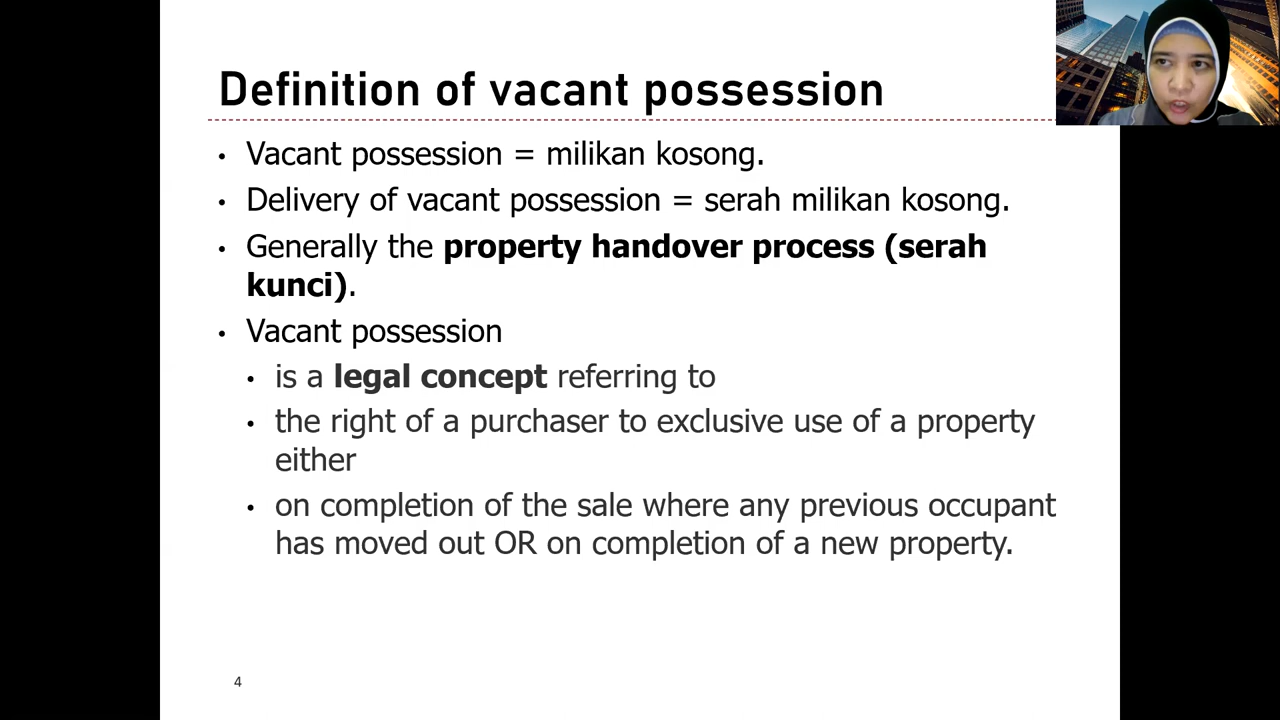 Definition of vacant possession
• Vacant possession = milikan kosong.
• Delivery of vacant possession = serah milikan kosong.
• Generally the property handover process (serah
kunci).
• Vacant possession
• is a legal concept referring to
• the right of a purchaser to exclusive use of a property
either
• on completion of the sale where any previous occupant
has moved out OR on completion of a new property.
4